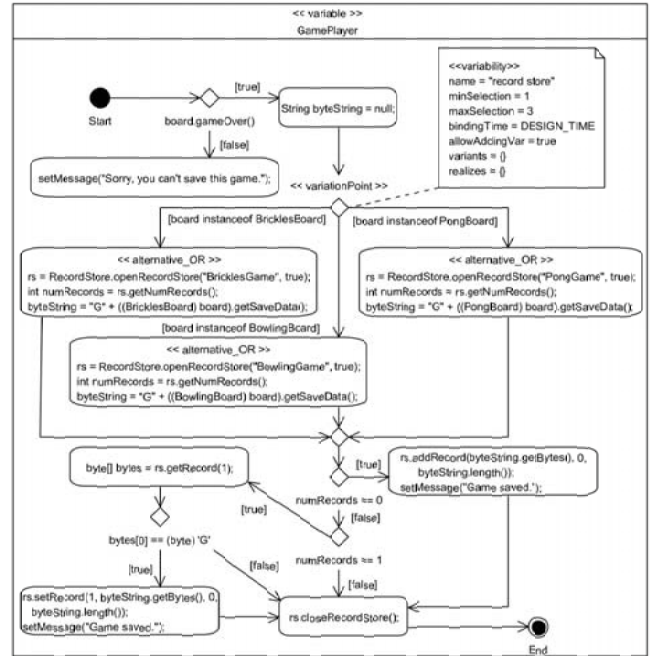 << variable >>
GamePlayer
<<variability>>
name = "record store"
minSelection = 1
maxSelection = 3
bindingTime = DESIGN_TIME
allowAddingVar = true
variants = {}
realizes = {}
[true]
String byteString = null;
Start
board.gameOver()
[false]
setMessage("Sorry, you can't save this game.");
<< variationPoint >>
[board instanceof BricklesBoard]
[board instanceof PongBoard]
<< alternative_OR >>
rs = RecordStore.openRecordStore("BricklesGame", true);
int numRecords = rs.getNumRecords();
byteString = "G" + ((BricklesBoard) board).getSaveData();
<< alternative_OR >>
rs = RecordStore.openRecordStore("PongGame", true);
int numRecords = rs.getNumRecords();
byteString = "G" + ((PongBoard) board).getSaveData();
[board instanceof BowlingBoard]
<< alternative_OR >>
rs = RecordStore.openRecordStore("BowlingGame", true);
int numRecords = rs.getNumRecords();
byteString = "G" + ((BowlingBoard) board).getSaveData();
byte[] bytes = rs.getRecord(1);
[true]
rs.addRecord(byteString.getBytes(), 0,
byteString.length());
setMessage("Game saved.");
numRecords == 0
[true]
[false]
bytes[0] == (byte) 'G'
numRecords == 1
[true]
[false]
[false]
rs.setRecord(1, byteString.getBytes(), 0,
byteString.length());
setMessage("Game saved.");
rs.closeRecordStore();
End